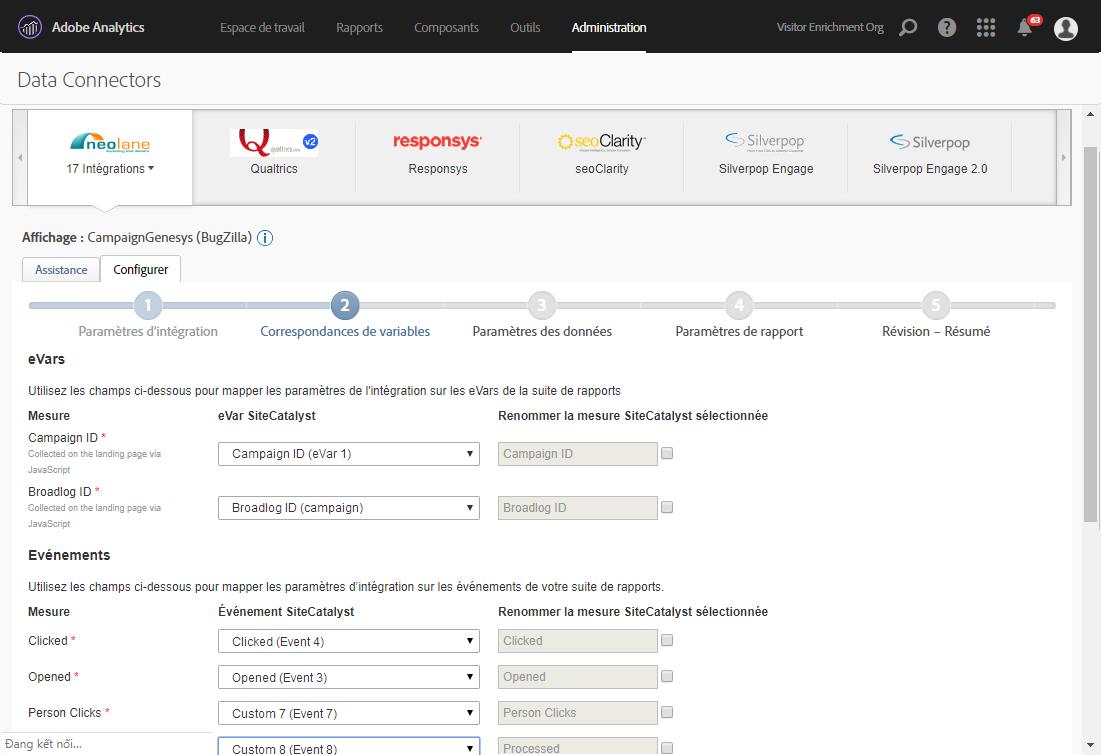 Adobe Analytics Espace de travail Rapports Composants Outils Administration Visitor Enrichment Org 63
Data Connectors
neolane Q v2 responsys seoClarity Silverpop Silverpop
17 Intégrations Qualtrics Responsys seoClarity Silverpop Engage Silverpop Engage 2.0
Affichage : CampaignGenesys (BugZilla)
Assistance Configurer
1 2 3 4 5
Paramètres d'intégration Correspondances de variables Paramètres des données Paramètres de rapport Révision – Résumé
eVars
Utilisez les champs ci-dessous pour mapper les paramètres de l'intégration sur les eVars de la suite de rapports
Mesure eVar SiteCatalyst Renommer la mesure SiteCatalyst sélectionnée
Campaign ID *
Collected on the landing page via
JavaScript
Campaign ID (eVar 1) Campaign ID
Broadlog ID *
Collected on the landing page via
JavaScript
Broadlog ID (campaign) Broadlog ID
Evénements
Utilisez les champs ci-dessous pour mapper les paramètres d'intégration sur les événements de votre suite de rapports.
Mesure Événement SiteCatalyst Renommer la mesure SiteCatalyst sélectionnée
Clicked * Clicked (Event 4) Clicked
Opened * Opened (Event 3) Opened
Person Clicks * Custom 7 (Event 7) Person Clicks
Custom 8 (Event 8) Processed
Đang kết nối...